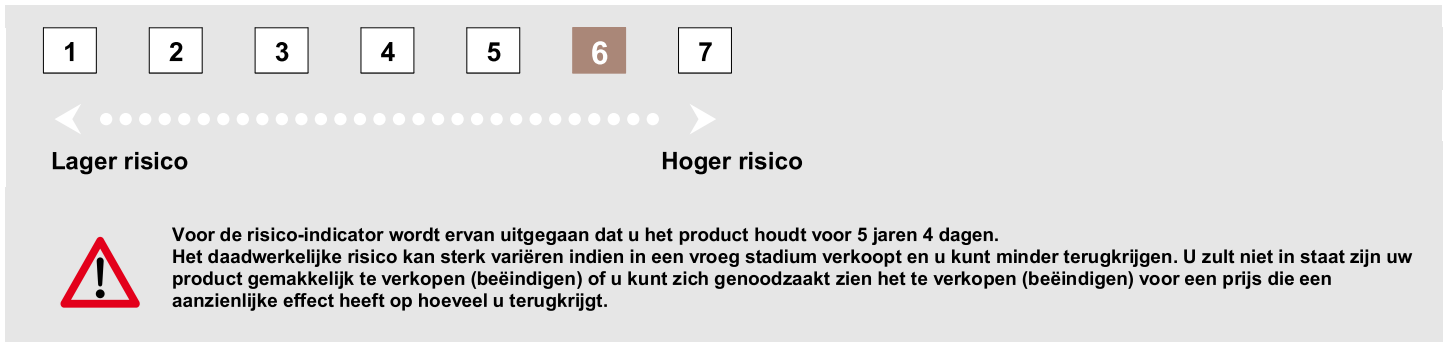 1 2 3 4 5 6 7
Lager risico Hoger risico
Voor de risico-indicator wordt ervan uitgegaan dat u het product houdt voor 5 jaren 4 dagen.
Het daadwerkelijke risico kan sterk variëren indien in een vroeg stadium verkoopt en u kunt minder terugkrijgen. U zult niet in staat zijn uw
product gemakkelijk te verkopen (beëindigen) of u kunt zich genoodzaakt zien het te verkopen (beëindigen) voor een prijs die een
aanzienlijke effect heeft op hoeveel u terugkrijgt.